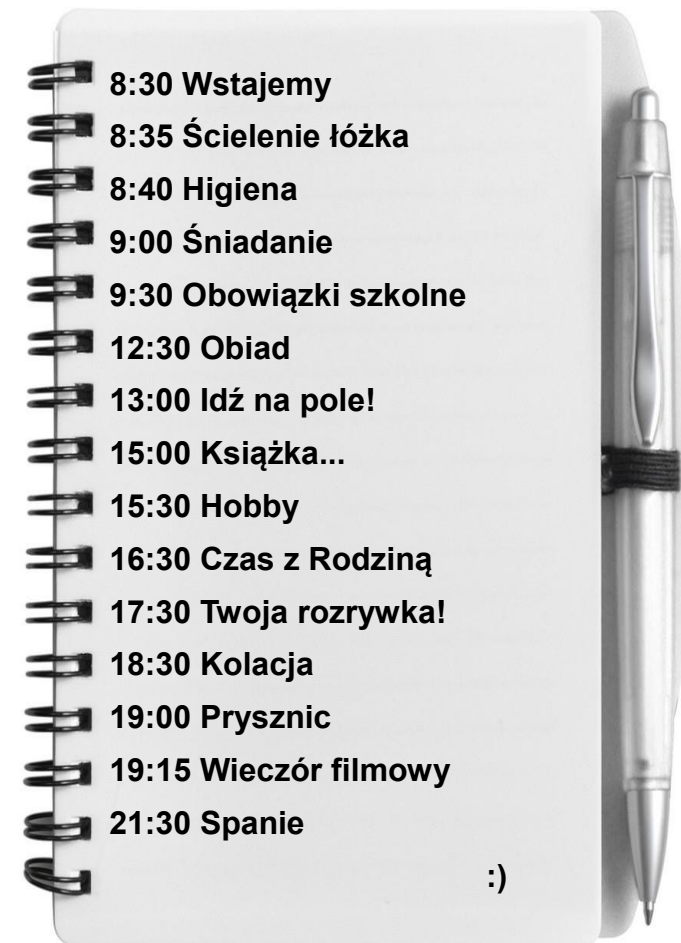 8:30 Wstajemy
8:35 Ścielenie łóżka
8:40 Higiena
9:00 Śniadanie
9:30 Obowiązki szkolne
12:30 Obiad
13:00 Idź na pole!
15:00 Książka...
15:30 Hobby
16:30 Czas z Rodziną
17:30 Twoja rozrywka!
18:30 Kolacja
19:00 Prysznic
19:15 Wieczór filmowy
21:30 Spanie
:)